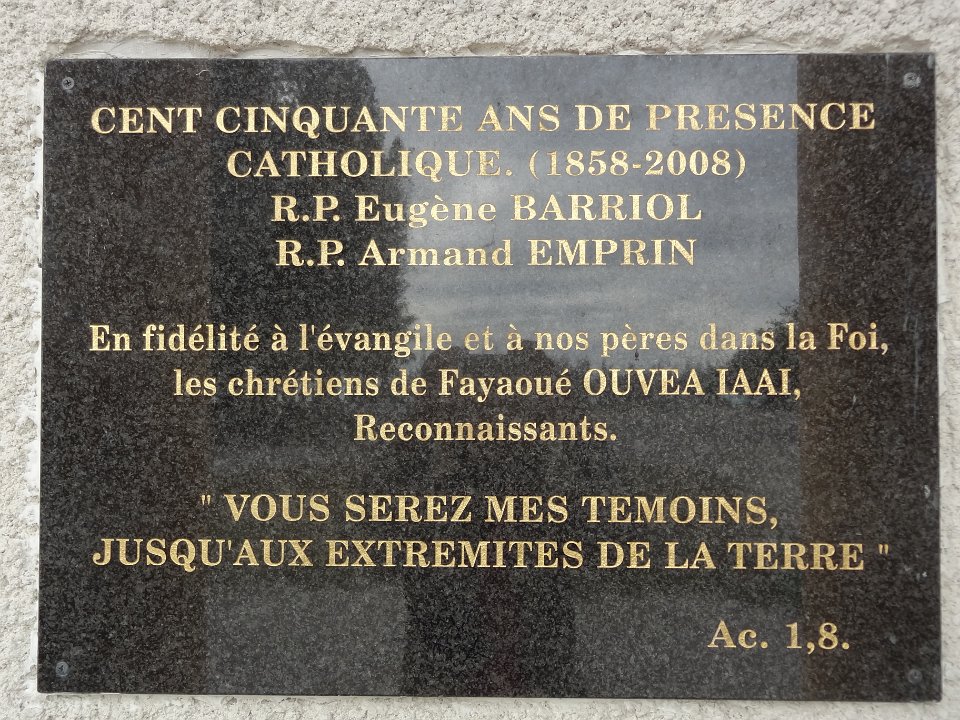 CENT CINQUANTE ANS DE PRESENCE
CATHOLIQUE. (1858-2008)
R.P. Eugène BARRIOL
R.P. Armand EMPRIN
En fidélité à l'évangile et à nos pères dans la Foi,
les chrétiens de Fayaoué OUVEA IAAI,
Reconnaissants.
" VOUS SEREZ MES TEMOINS,
JUSQU'AUX EXTREMITES DE LA TERRE "
Ac. 1,8.